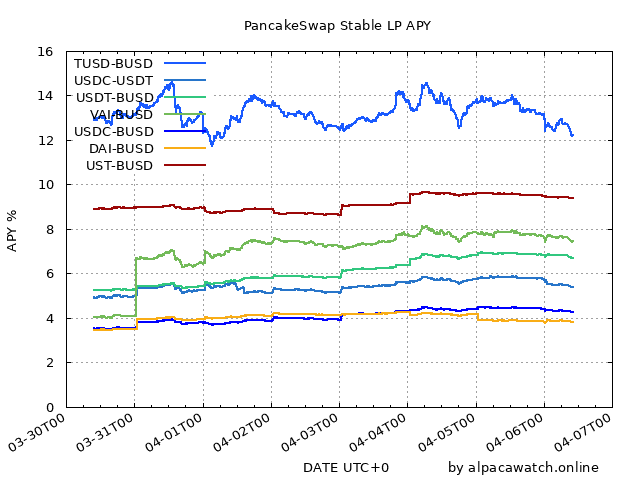 PancakeSwap Stable LP APY
APY %
16
14
12
10
8
6
4
2
0
TUSD-BUSD
USDC-USDT
USDT-BUSD
VAI-BUSD
USDC-BUSD
DAI-BUSD
UST-BUSD
03-30T00
03-31T00
04-01T00
04-02T00
04-03T00
04-04T00
04-05T00
04-06T00
04-07T00
DATE UTC+0
by alpacawatch.online